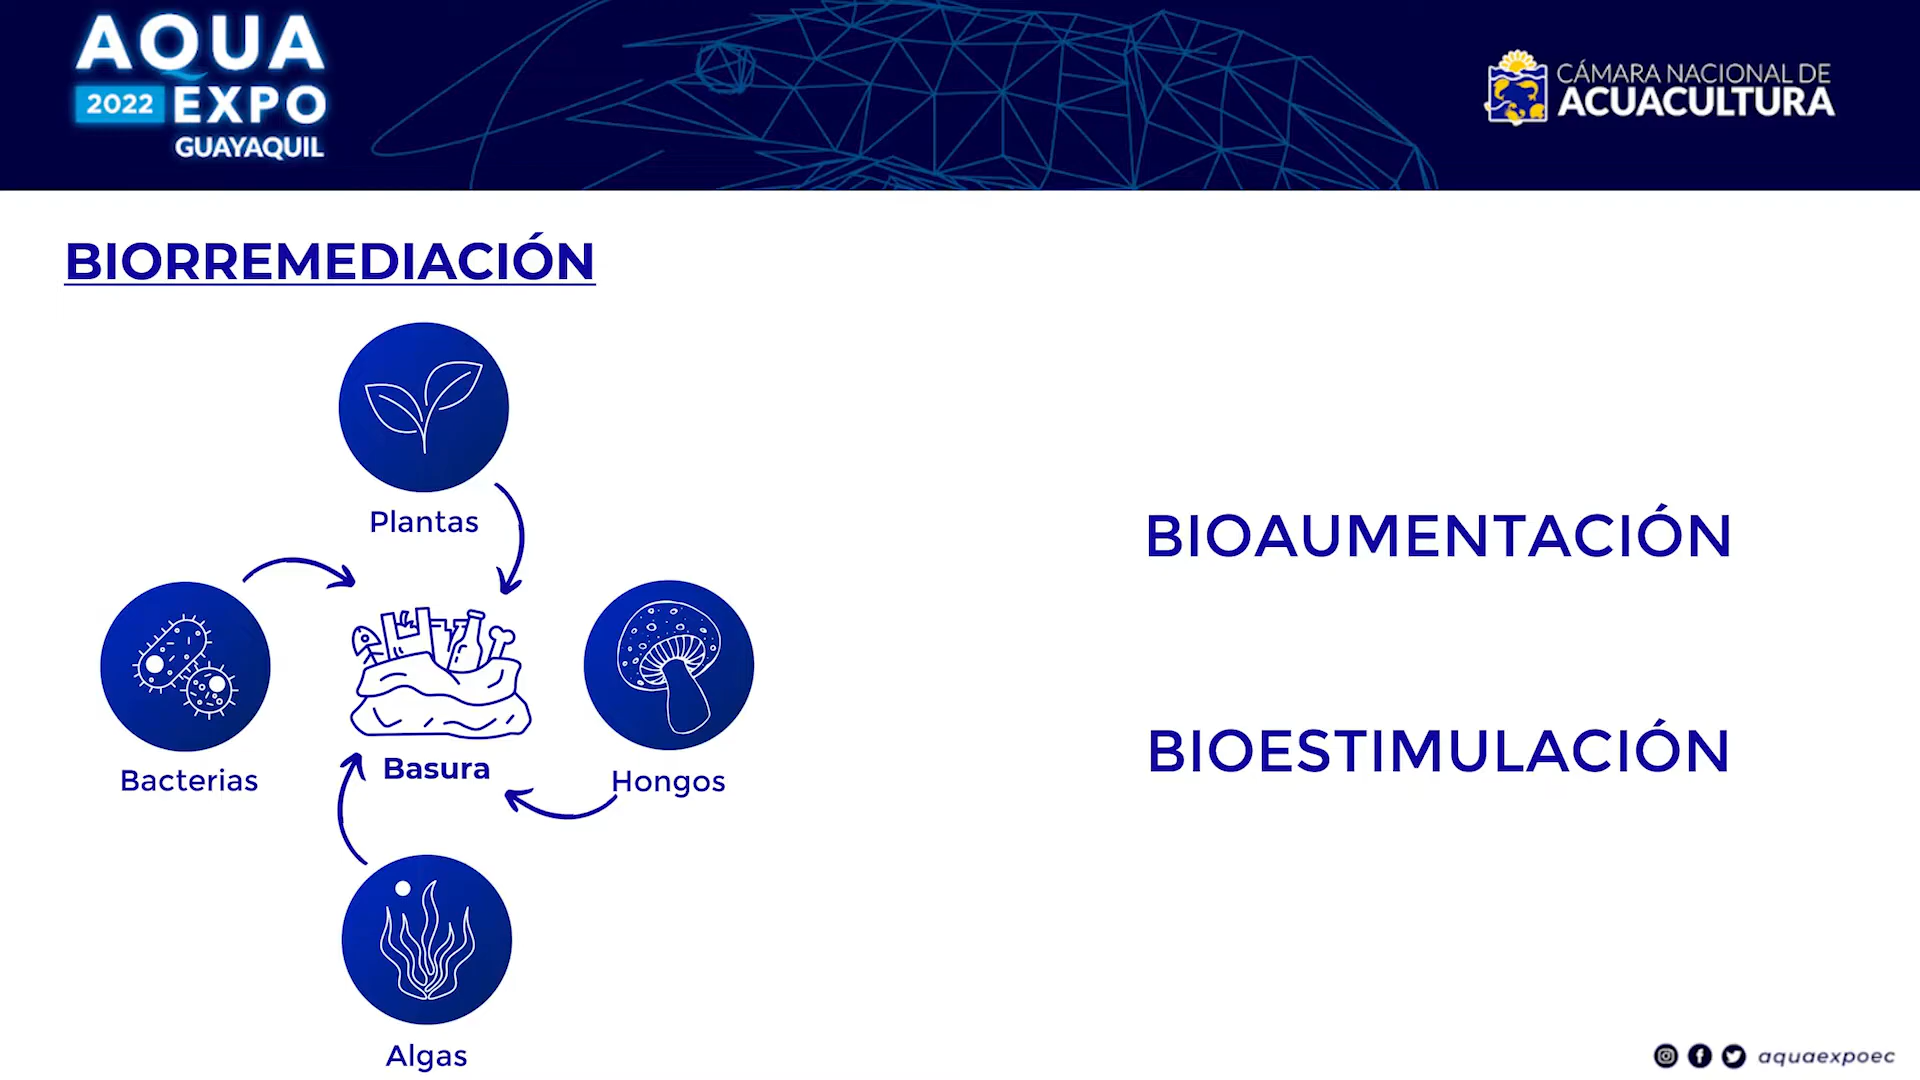 AQUA
2022 EXPO
GUAYAQUIL
CÁMARA NACIONAL DE
ACUACULTURA
BIORREMEDIACIÓN
Plantas
Bacterias
Basura
Hongos
Algas
BIOAUMENTACIÓN
BIOESTIMULACIÓN
aquaexpoec